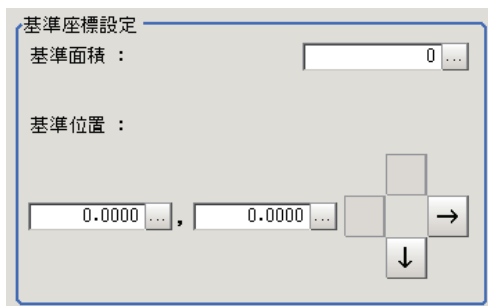 基準座標設定
基準面積 : 0 ...
基準位置 :
0.0000 ... , 0.0000 ... →
↓